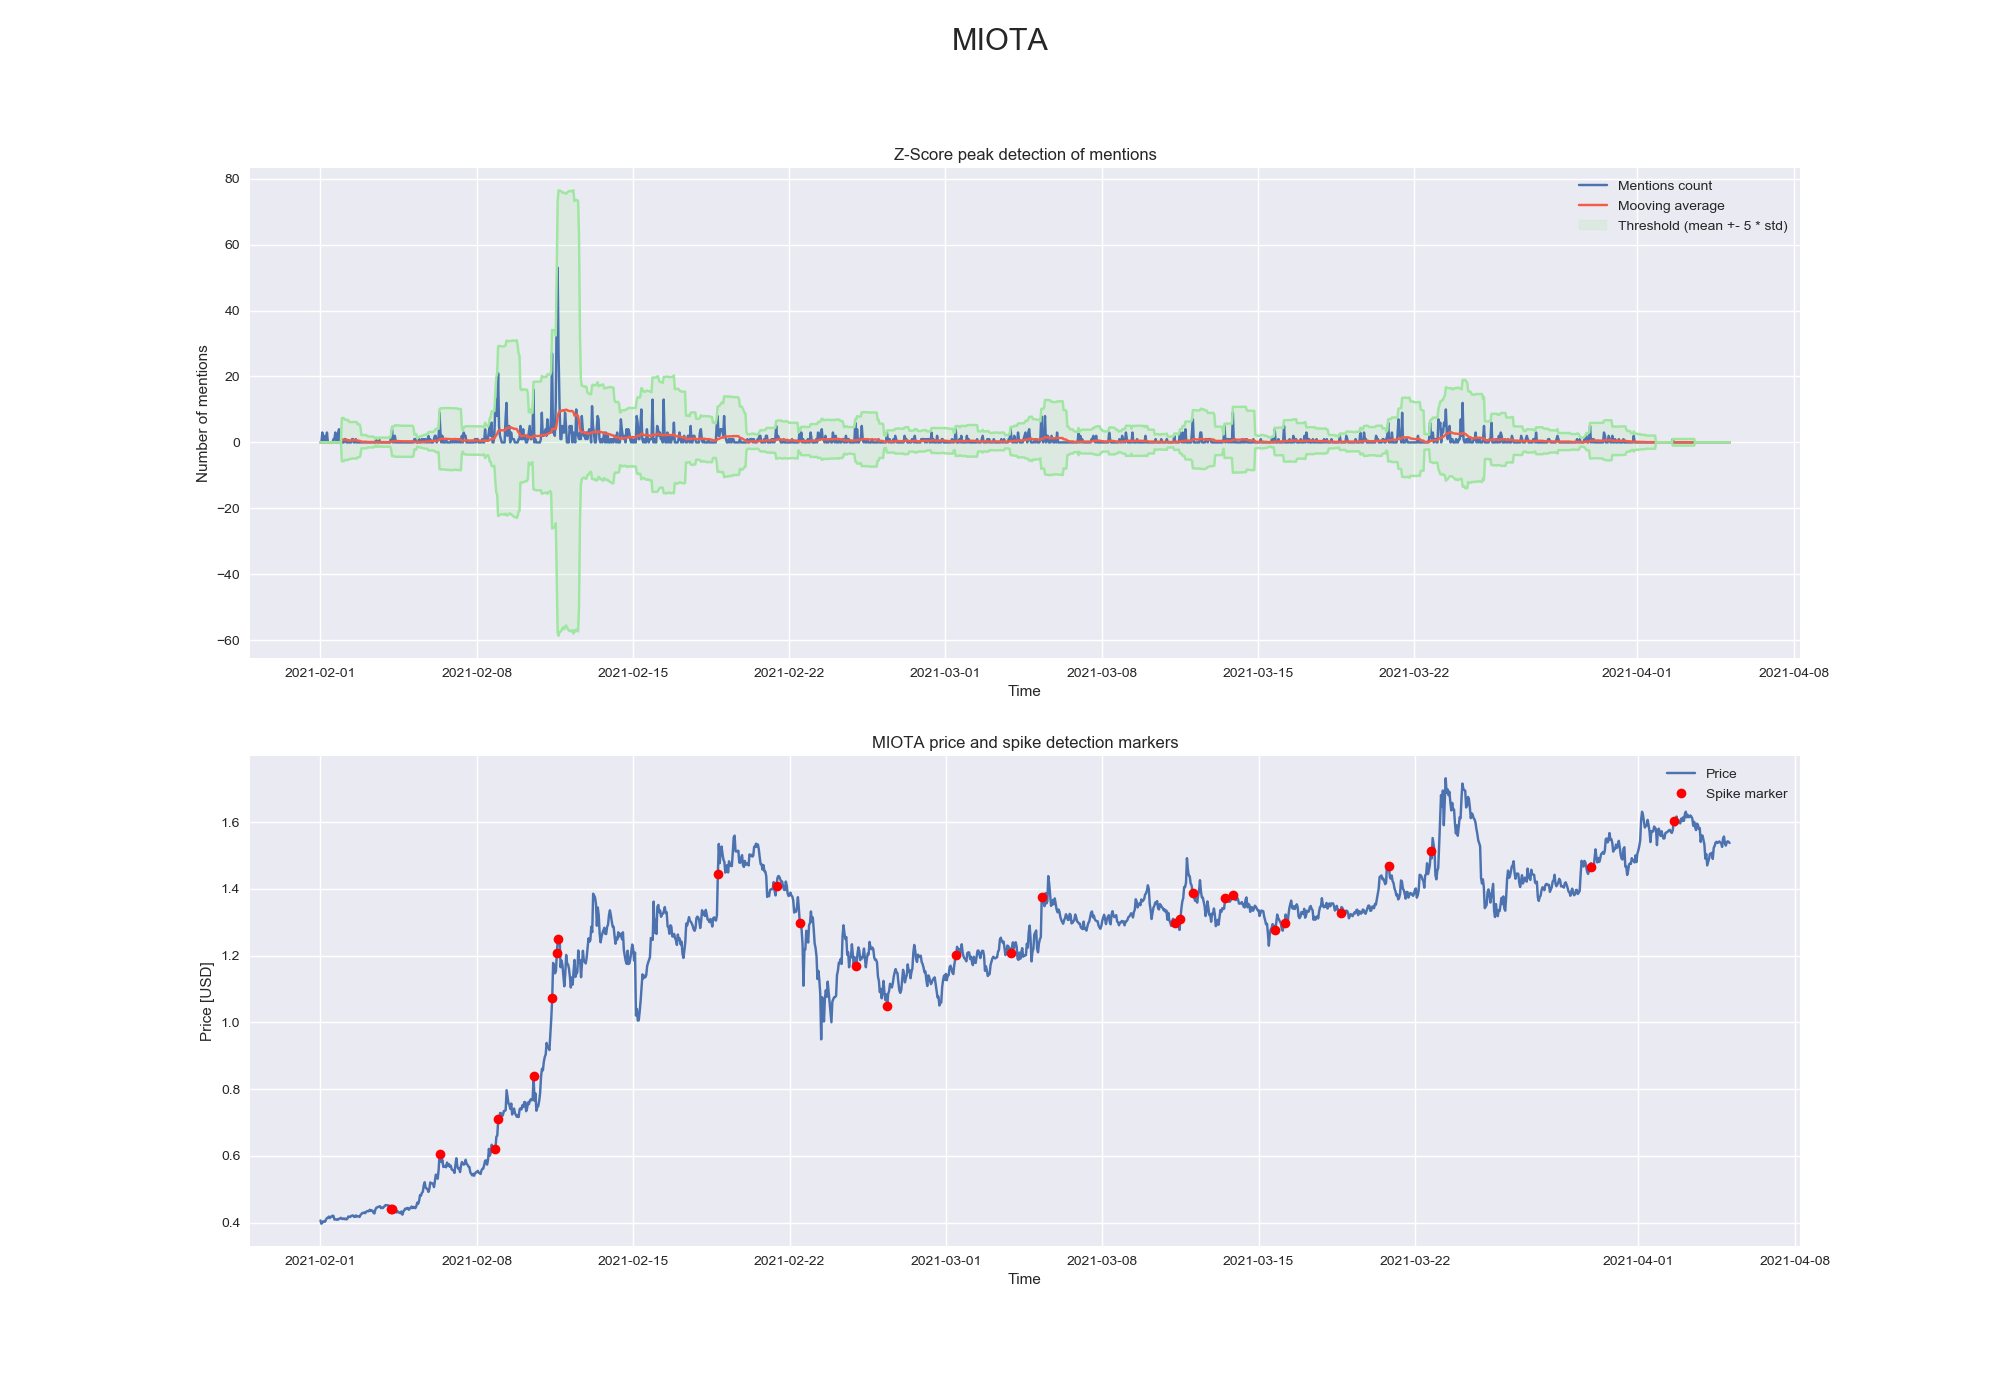 MIOTA
Z-Score peak detection of mentions
Mentions count
Mooving average
Threshold (mean +- 5 * std)
Number of mentions
80
60
40
20
0
−20
−40
−60
2021-02-01 2021-02-08 2021-02-15 2021-02-22 2021-03-01 2021-03-08 2021-03-15 2021-03-22 2021-04-01 2021-04-08
Time
MIOTA price and spike detection markers
Price
Spike marker
Price [USD]
1.6
1.4
1.2
1.0
0.8
0.6
0.4
2021-02-01 2021-02-08 2021-02-15 2021-02-22 2021-03-01 2021-03-08 2021-03-15 2021-03-22 2021-04-01 2021-04-08
Time